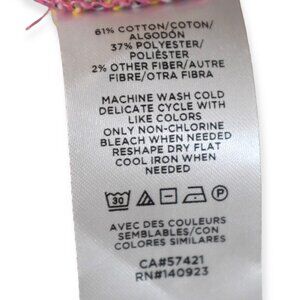 61% COTTON/COTON/
ALGODÓN
37% POLYESTER/
POLIÉSTER
2% OTHER FIBER/AUTRE
FIBRE/OTRA FIBRA
MACHINE WASH COLD
DELICATE CYCLE WITH
LIKE COLORS
ONLY NON-CHLORINE
BLEACH WHEN NEEDED
RESHAPE DRY FLAT
COOL IRON WHEN
NEEDED
30
AVEC DES COULEURS
SEMBLABLES/CON
COLORES SIMILARES
CA#57421
RN#140923